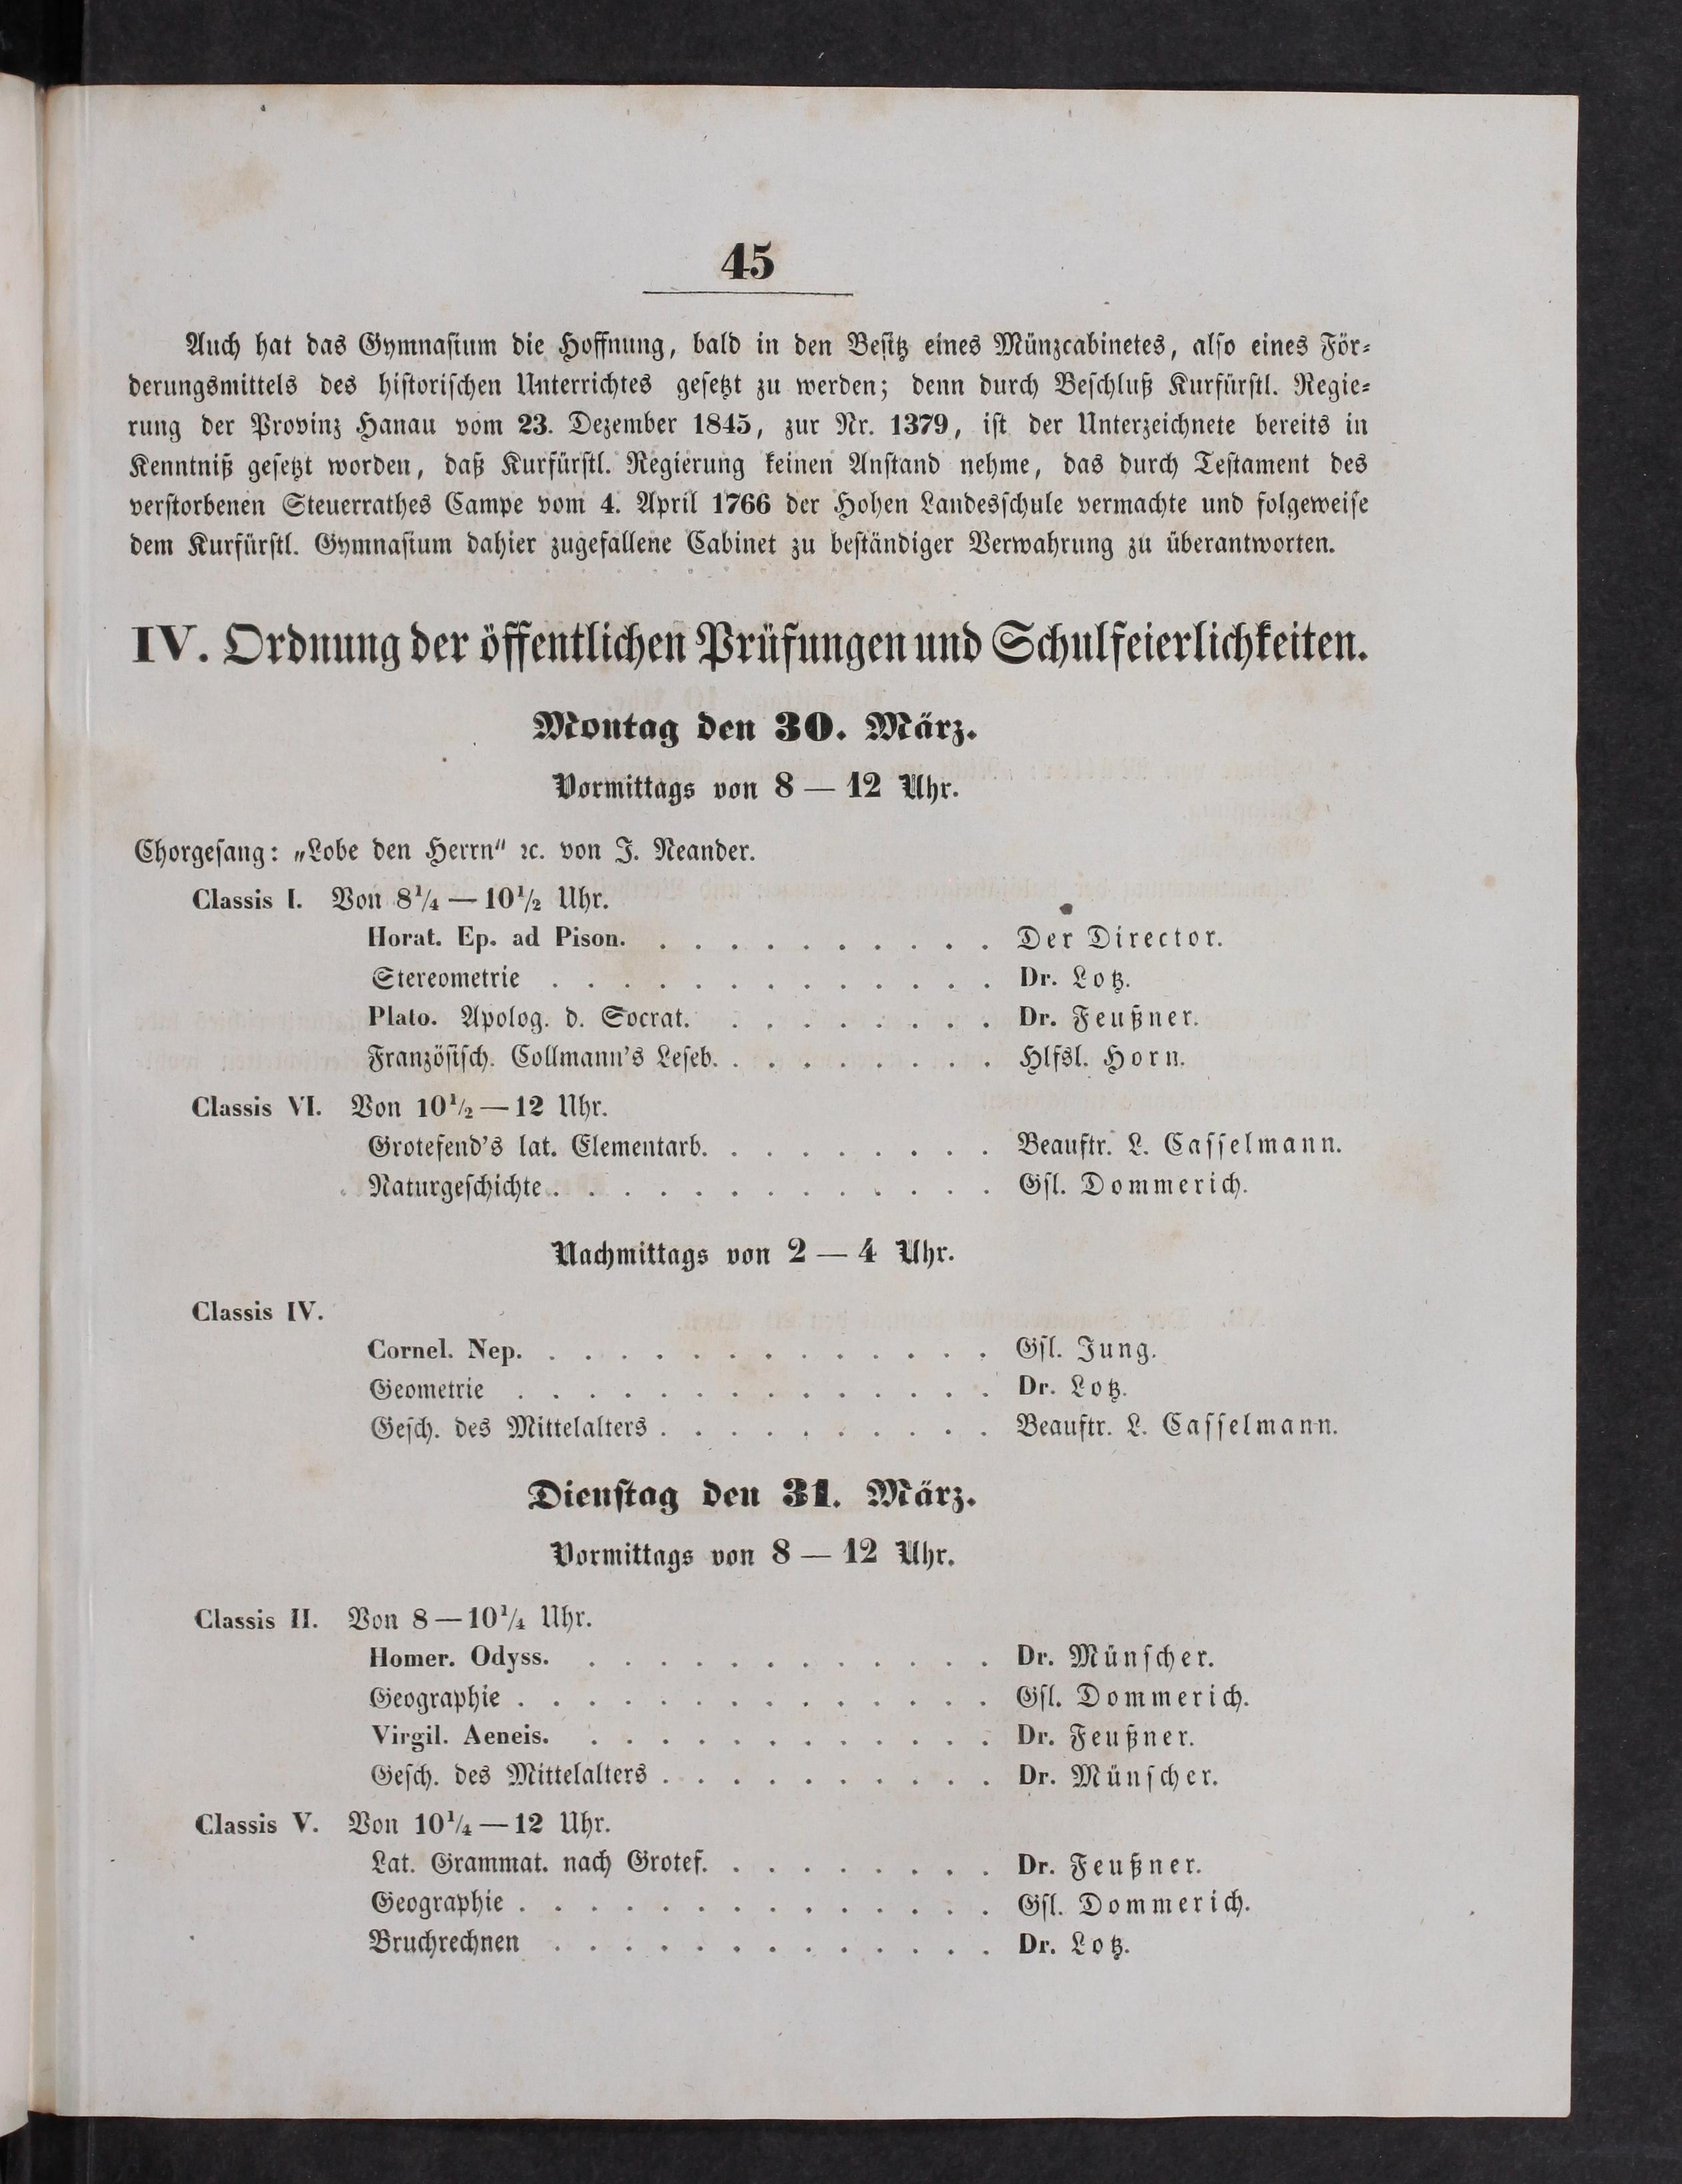 45
Auch hat das Gymnasium die Hoffnung, bald in den Besitz eines Münzcabinetes, also eines För-
derungsmittels des historischen Unterrichtes gesetzt zu werden; denn durch Beschluß Kurfürstl. Regie-
rung der Provinz Hanau vom 23. Dezember 1845, zur Nr. 1379, ist der Unterzeichnete bereits in
Kenntniß gesetzt worden, daß Kurfürstl. Regierung keinen Anstand nehme, das durch Testament des
verstorbenen Steuerrathes Campe vom 4. April 1766 der Hohen Landesschule vermachte und folgeweise
dem Kurfürstl. Gymnasium dahier zugefallene Cabinet zu beständiger Verwahrung zu überantworten.
IV. Ordnung der öffentlichen Prüfungen und Schulfeierlichkeiten.
Montag den 30. März.
Vormittags von 8 — 12 Uhr.
Chorgesang: „Lobe den Herrn" ꝛc. von J. Neander.
Classis I. Von 8¼ — 10½ Uhr.
Horat. Ep. ad Pison. . . . . . . . . . . Der Director.
Stereometrie . . . . . . . . . . . . . Dr. Lotz.
Plato. Apolog. d. Socrat. . . . . . . . . Dr. Feußner.
Französisch. Collmann's Leseb. . . . . . . . . Hlfsl. Horn.
Classis VI. Von 10½ — 12 Uhr.
Grotefend's lat. Elementarb. . . . . . . . . Beauftr. L. Casselmann.
Naturgeschichte . . . . . . . . . . . . . Gsl. Dommerich.
Nachmittags von 2 — 4 Uhr.
Classis IV.
Cornel. Nep. . . . . . . . . . . . . . Gsl. Jung.
Geometrie . . . . . . . . . . . . . . Dr. Lotz.
Gesch. des Mittelalters . . . . . . . . . . Beauftr. L. Casselmann.
Dienstag den 31. März.
Vormittags von 8 — 12 Uhr.
Classis II. Von 8 — 10¼ Uhr.
Homer. Odyss. . . . . . . . . . . . . Dr. Münscher.
Geographie . . . . . . . . . . . . . . Gsl. Dommerich.
Virgil. Aeneis. . . . . . . . . . . . . Dr. Feußner.
Gesch. des Mittelalters . . . . . . . . . . Dr. Münscher.
Classis V. Von 10¼ — 12 Uhr.
Lat. Grammat. nach Grotef. . . . . . . . . Dr. Feußner.
Geographie . . . . . . . . . . . . . . Gsl. Dommerich.
Bruchrechnen . . . . . . . . . . . . . Dr. Lotz.